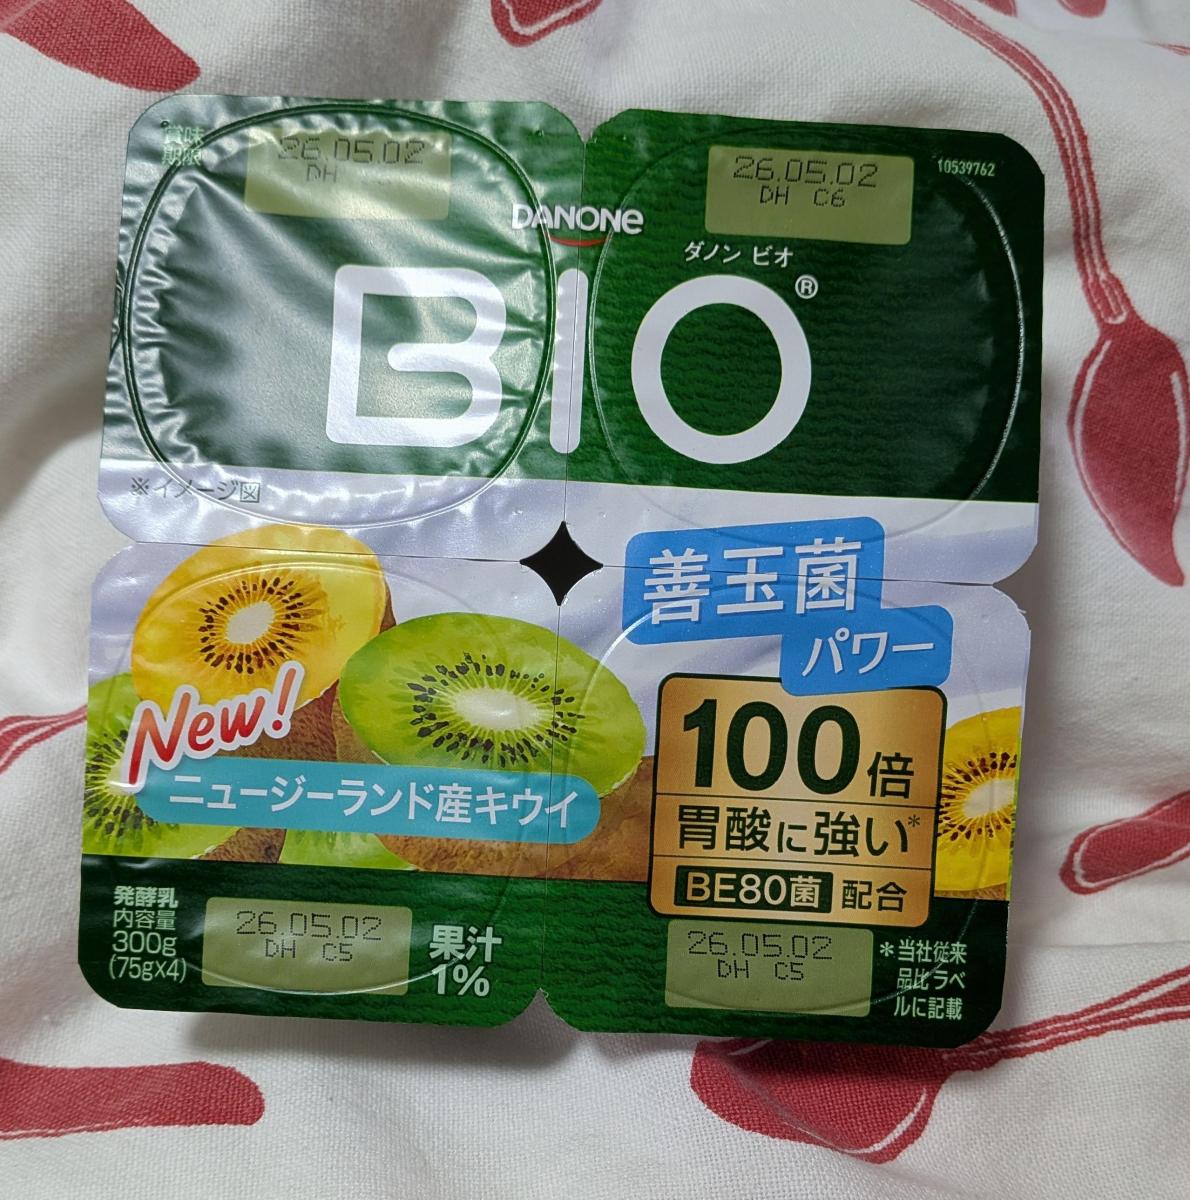 賞味
期限
26.05.02
DH
26.05.02
DH C6
10539762
DANONE
ダノン ビオ
BIO®
※イメージ図
善玉菌
パワー
New!
ニュージーランド産キウイ
100倍
胃酸に強い*
BE80菌 配合
発酵乳
内容量
300g
(75g×4)
26.05.02
DH C5
果汁
1%
26.05.02
DH C5
*当社従来
品比 ラベ
ルに記載